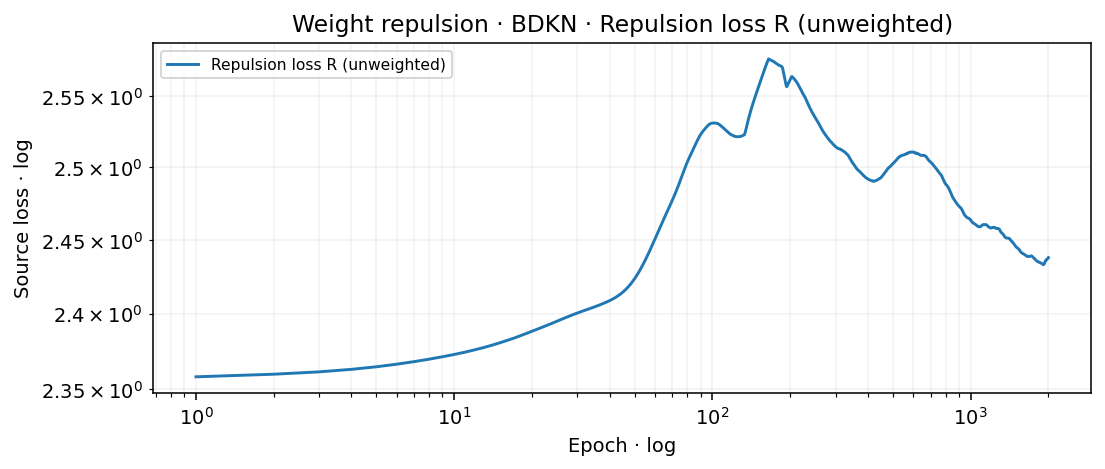 Weight repulsion · BDKN · Repulsion loss R (unweighted)
Repulsion loss R (unweighted)
Source loss · log
2.55 × 10⁰
2.5 × 10⁰
2.45 × 10⁰
2.4 × 10⁰
2.35 × 10⁰
10⁰ 10¹ 10² 10³
Epoch · log